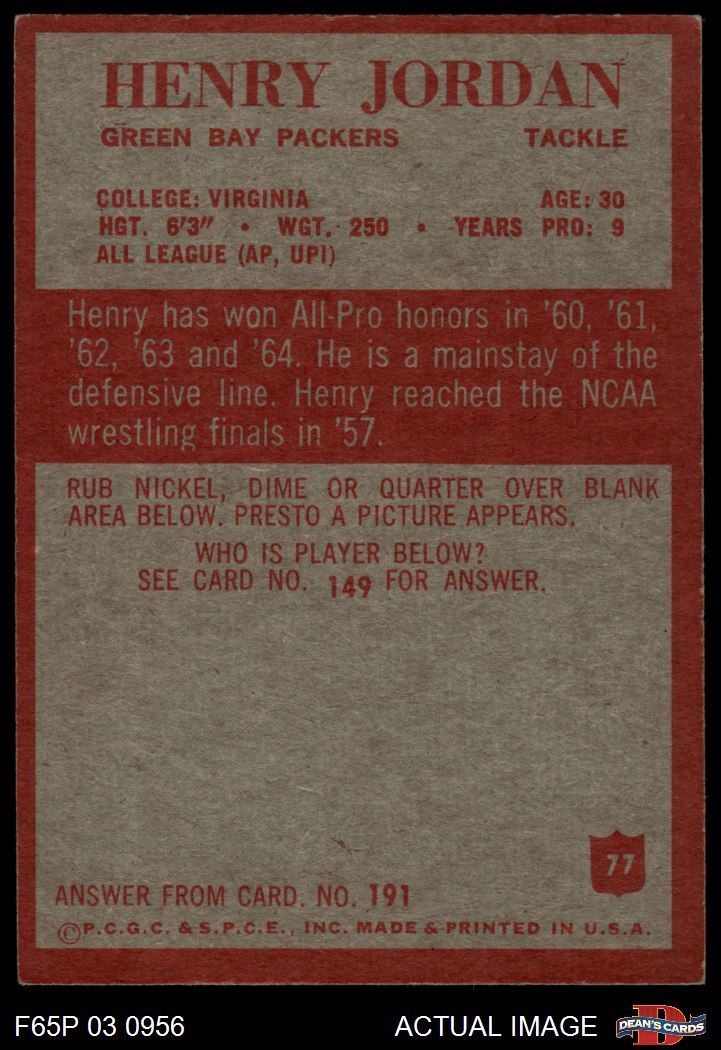 HENRY JORDAN
GREEN BAY PACKERS TACKLE
COLLEGE: VIRGINIA AGE: 30
HGT. 6'3" • WGT. 250 • YEARS PRO: 9
ALL LEAGUE (AP, UPI)
Henry has won All-Pro honors in '60, '61,
'62, '63 and '64. He is a mainstay of the
defensive line. Henry reached the NCAA
wrestling finals in '57.
RUB NICKEL, DIME OR QUARTER OVER BLANK
AREA BELOW. PRESTO A PICTURE APPEARS.
WHO IS PLAYER BELOW?
SEE CARD NO. 149 FOR ANSWER.
77
ANSWER FROM CARD. NO. 191
©P.C.G.C. & S.P.C.E., INC. MADE & PRINTED IN U.S.A.
F65P 03 0956 ACTUAL IMAGE
D
DEAN'S CARDS